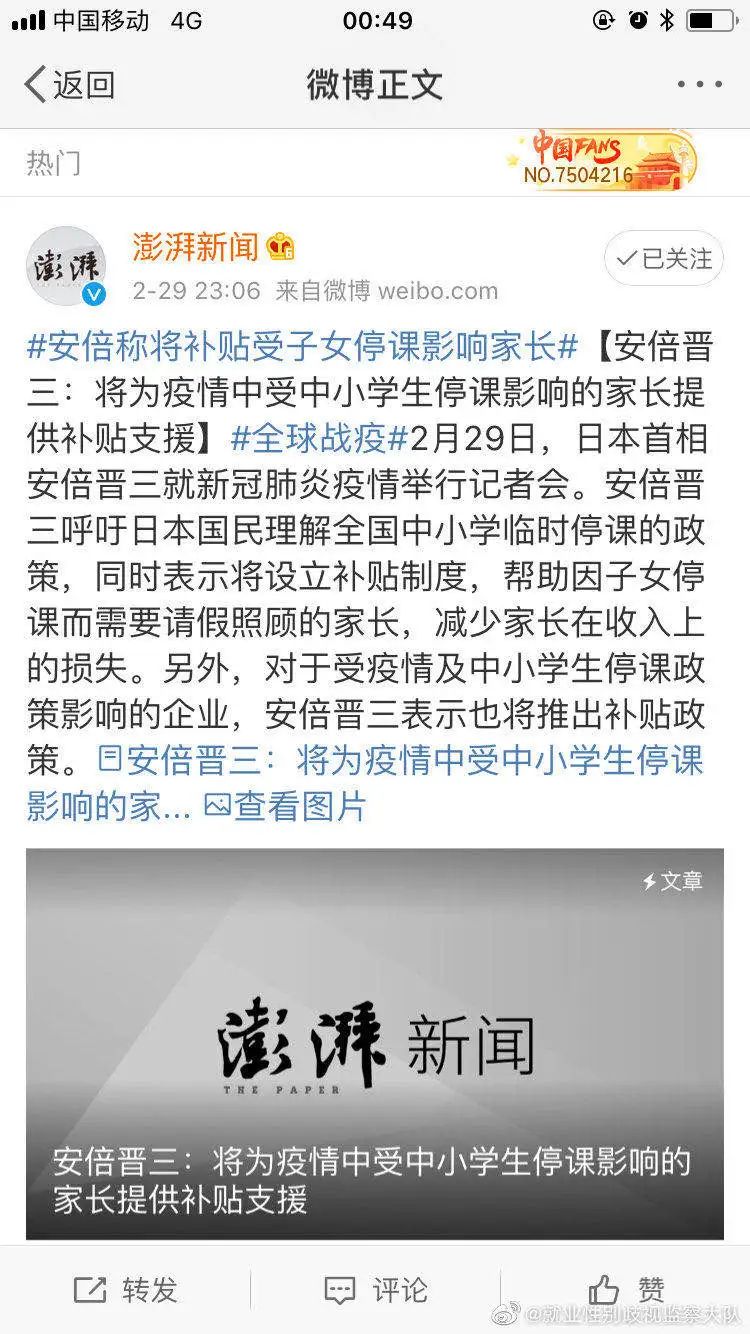 中国移动 4G 00:49
返回 微博正文
热门
中国FANS
NO.7504216
澎湃
澎湃新闻
已关注
2-29 23:06 来自微博 weibo.com
#安倍称将补贴受子女停课影响家长#【安倍晋
三：将为疫情中受中小学生停课影响的家长提
供补贴支援】#全球战疫#2月29日，日本首相
安倍晋三就新冠肺炎疫情举行记者会。安倍晋
三呼吁日本国民理解全国中小学临时停课的政
策，同时表示将设立补贴制度，帮助因子女停
课而需要请假照顾的家长，减少家长在收入上
的损失。另外，对于受疫情及中小学生停课政
策影响的企业，安倍晋三表示也将推出补贴政
策。安倍晋三：将为疫情中受中小学生停课
影响的家... 查看图片
文章
澎湃新闻
THE PAPER
安倍晋三：将为疫情中受中小学生停课影响的
家长提供补贴支援
转发 评论 赞
@就业性别歧视监察大队